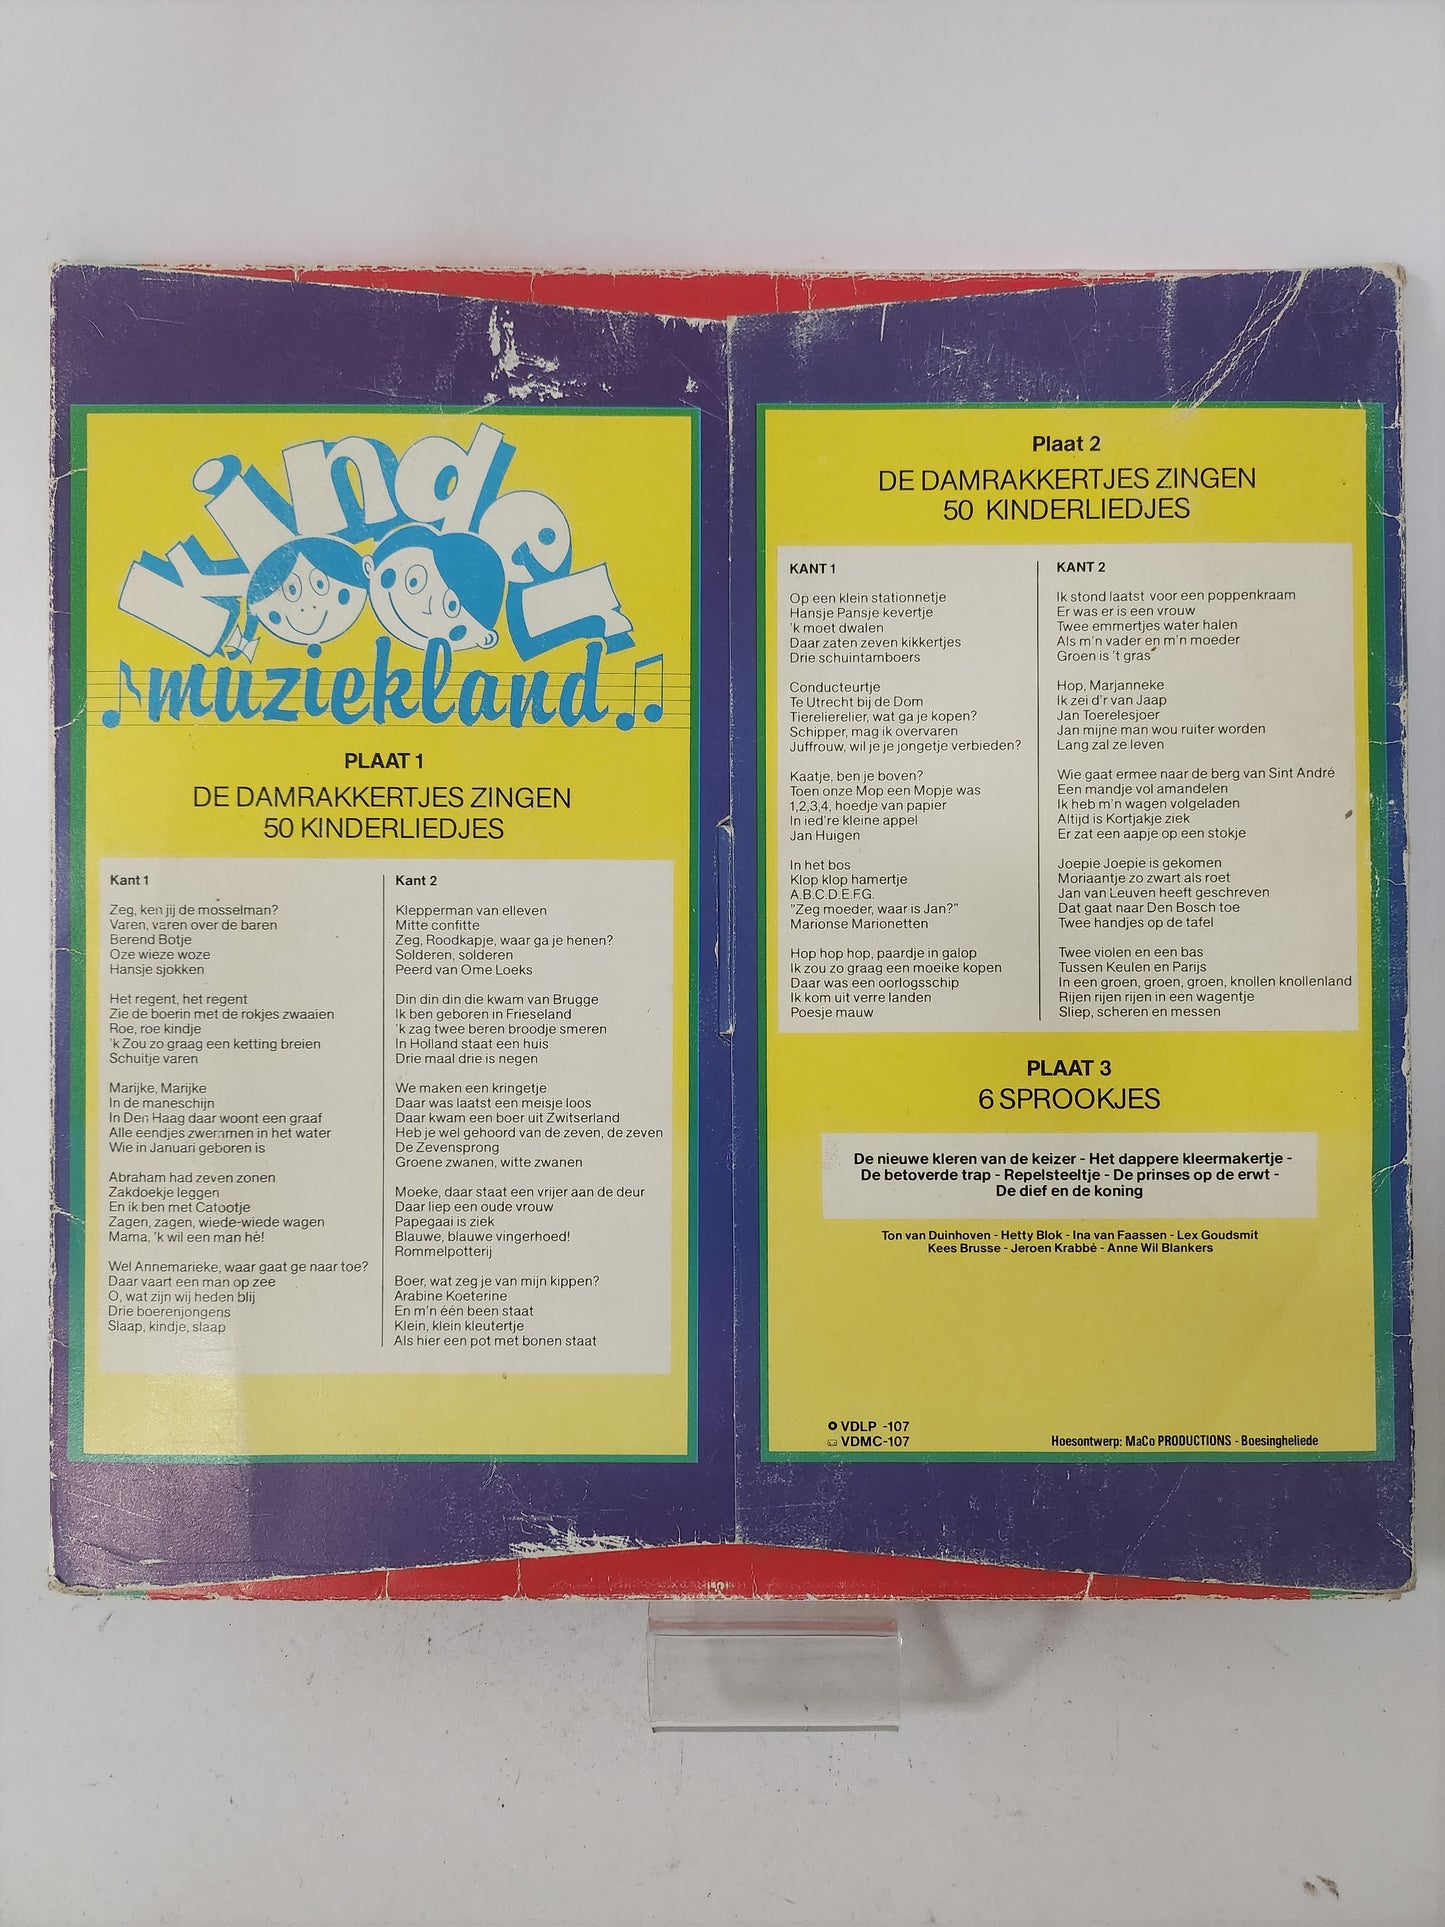 Kinder
muziekland
PLAAT 1
DE DAMRAKKERTJES ZINGEN
50 KINDERLIEDJES
Kant 1
Zeg, ken jij de mosselman?
Varen, varen over de baren
Berend Botje
Oze wieze woze
Hansje sjokken
Het regent, het regent
Zie de boerin met de rokjes zwaaien
Roe, roe kindje
'k Zou zo graag een ketting breien
Schuitje varen
Marijke, Marijke
In de maneschijn
In Den Haag daar woont een graaf
Alle eendjes zwemmen in het water
Wie in Januari geboren is
Abraham had zeven zonen
Zakdoekje leggen
En ik ben met Catootje
Zagen, zagen, wiede-wiede wagen
Mama, 'k wil een man hè!
Wel Annemarieke, waar gaat ge naar toe?
Daar vaart een man op zee
O, wat zijn wij heden blij
Drie boerenjongens
Slaap, kindje, slaap
Kant 2
Klepperman van elleven
Mitte confitte
Zeg, Roodkapje, waar ga je henen?
Solderen, solderen
Peerd van Ome Loeks
Din din din die kwam van Brugge
Ik ben geboren in Frieseland
'k zag twee beren broodje smeren
In Holland staat een huis
Drie maal drie is negen
We maken een kringetje
Daar was laatst een meisje loos
Daar kwam een boer uit Zwitserland
Heb je wel gehoord van de zeven, de zeven
De Zevensprong
Groene zwanen, witte zwanen
Moeke, daar staat een vrijer aan de deur
Daar liep een oude vrouw
Papegaai is ziek
Blauwe, blauwe vingerhoed!
Rommelpotterij
Boer, wat zeg je van mijn kippen?
Arabine Koeterine
En m'n één been staat
Klein, klein kleutertje
Als hier een pot met bonen staat
Plaat 2
DE DAMRAKKERTJES ZINGEN
50 KINDERLIEDJES
KANT 1
Op een klein stationnetje
Hansje Pansje kevertje
'k moet dwalen
Daar zaten zeven kikkertjes
Drie schuintamboers
Conducteurtje
Te Utrecht bij de Dom
Tierelierelier, wat ga je kopen?
Schipper, mag ik overvaren
Juffrouw, wil je je jongetje verbieden?
Kaatje, ben je boven?
Toen onze Mop een Mopje was
1,2,3,4, hoedje van papier
In ied're kleine appel
Jan Huigen
In het bos
Klop klop hamertje
A.B.C.D.E.F.G.
"Zeg moeder, waar is Jan?"
Marionse Marionetten
Hop hop hop, paardje in galop
Ik zou zo graag een moeike kopen
Daar was een oorlogsschip
Ik kom uit verre landen
Poesje mauw
KANT 2
Ik stond laatst voor een poppenkraam
Er was er is een vrouw
Twee emmertjes water halen
Als m'n vader en m'n moeder
Groen is 't gras
Hop, Marjanneke
Ik zei d'r van Jaap
Jan Toerelesjoer
Jan mijne man wou ruiter worden
Lang zal ze leven
Wie gaat ermee naar de berg van Sint André
Een mandje vol amandelen
Ik heb m'n wagen volgeladen
Altijd is Kortjakje ziek
Er zat een aapje op een stokje
Joepie Joepie is gekomen
Moriaantje zo zwart als roet
Jan van Leuven heeft geschreven
Dat gaat naar Den Bosch toe
Twee handjes op de tafel
Twee violen en een bas
Tussen Keulen en Parijs
In een groen, groen, groen, knollen knollenland
Rijen rijen rijen in een wagentje
Sliep, scheren en messen
PLAAT 3
6 SPROOKJES
De nieuwe kleren van de keizer - Het dappere kleermakertje -
De betoverde trap - Repelsteeltje - De prinses op de erwt -
De dief en de koning
Ton van Duinhoven - Hetty Blok - Ina van Faassen - Lex Goudsmit
Kees Brusse - Jeroen Krabbé - Anne Wil Blankers
VDLP -107
VDMC-107
Hoesontwerp: MaCo PRODUCTIONS - Boesingheliede